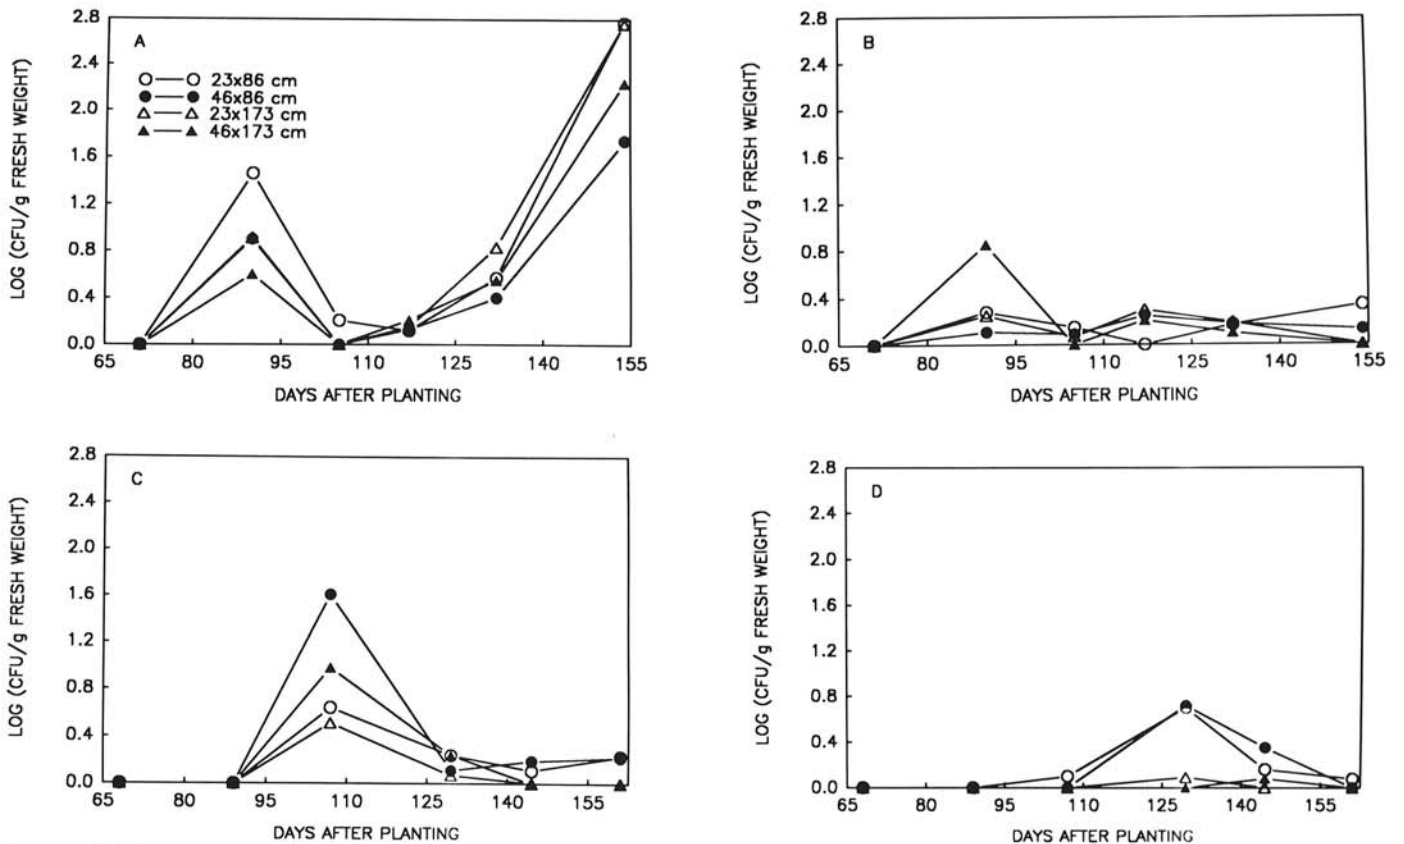 A
LOG (CFU/g FRESH WEIGHT)
2.8
2.4
2.0
1.6
1.2
0.8
0.4
0.0
23x86 cm
46x86 cm
23x173 cm
46x173 cm
65 80 95 110 125 140 155
DAYS AFTER PLANTING
B
LOG (CFU/g FRESH WEIGHT)
2.8
2.4
2.0
1.6
1.2
0.8
0.4
0.0
65 80 95 110 125 140 155
DAYS AFTER PLANTING
C
LOG (CFU/g FRESH WEIGHT)
2.8
2.4
2.0
1.6
1.2
0.8
0.4
0.0
65 80 95 110 125 140 155
DAYS AFTER PLANTING
D
LOG (CFU/g FRESH WEIGHT)
2.8
2.4
2.0
1.6
1.2
0.8
0.4
0.0
65 80 95 110 125 140 155
DAYS AFTER PLANTING